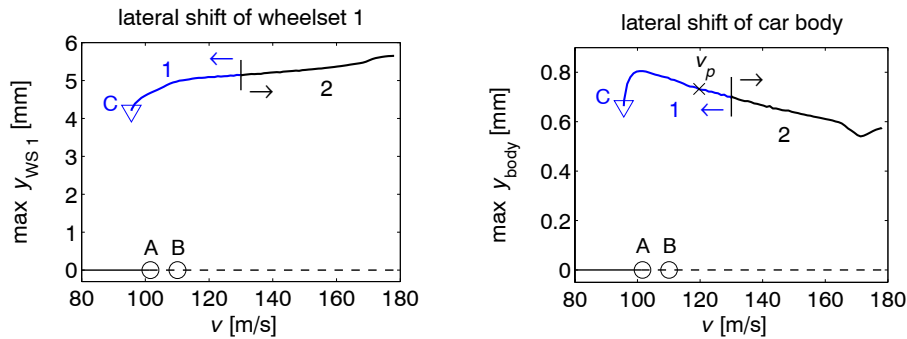 lateral shift of wheelset 1
max y_WS 1 [mm]
6
5
4
3
2
1
0
1
2
C
A
B
80
100
120
140
160
180
v [m/s]
lateral shift of car body
max y_body [mm]
0.8
0.6
0.4
0.2
0
v_p
C
1
2
A
B
80
100
120
140
160
180
v [m/s]